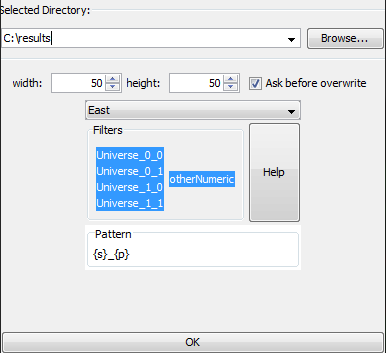 Selected Directory:
C:\results
Browse...
width: 50 height: 50 Ask before overwrite
East
Filters
Universe_0_0
Universe_0_1
Universe_1_0
Universe_1_1
otherNumeric
Help
Pattern
{s}_{p}
OK